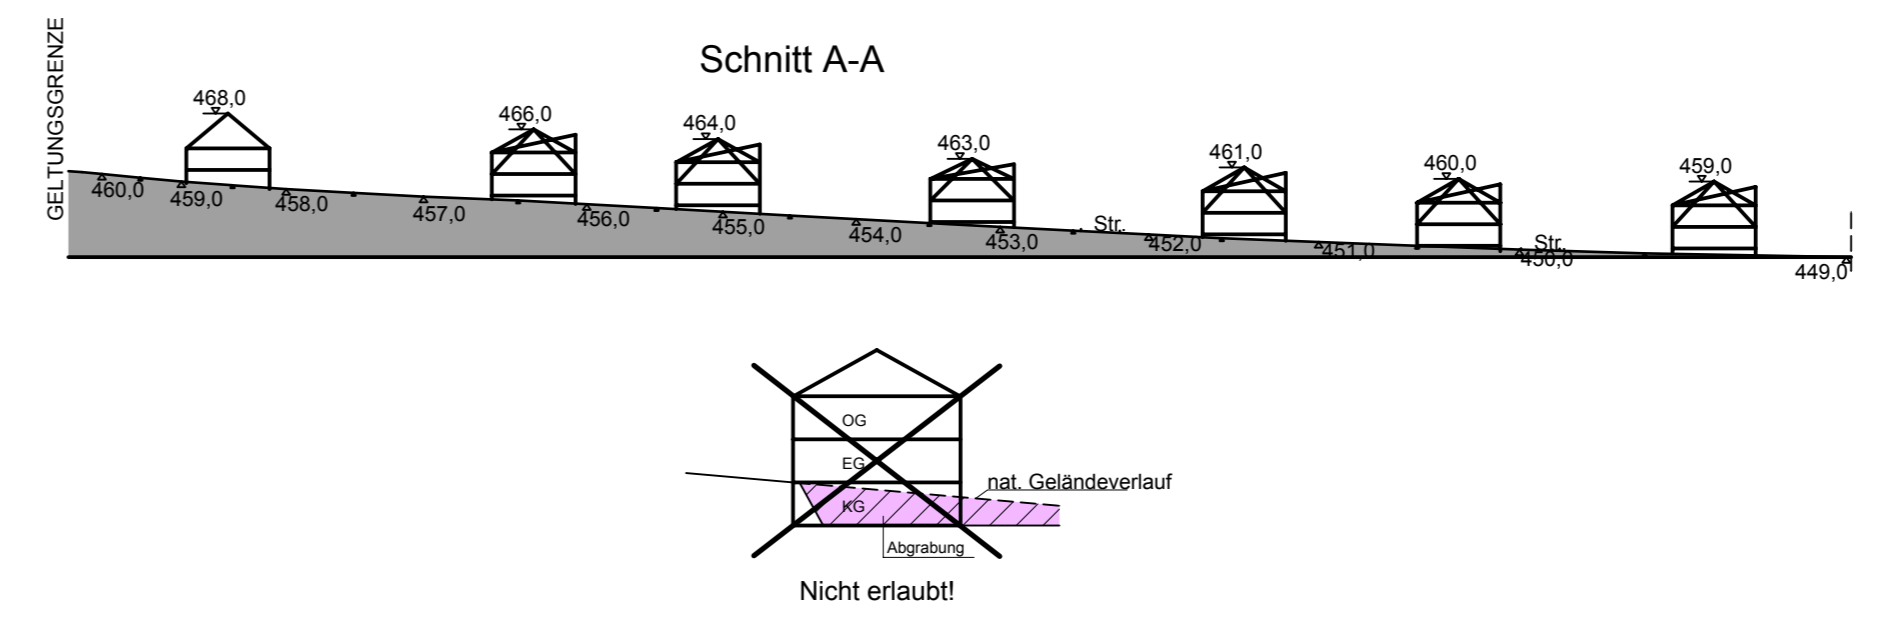 GELTUNGSGRENZE
Schnitt A-A
468,0
466,0
464,0
463,0
461,0
460,0
459,0
460,0
459,0
458,0
457,0
456,0
455,0
454,0
453,0
Str.
452,0
451,0
Str.
450,0
449,0
OG
EG
KG
nat. Geländeverlauf
Abgrabung
Nicht erlaubt!